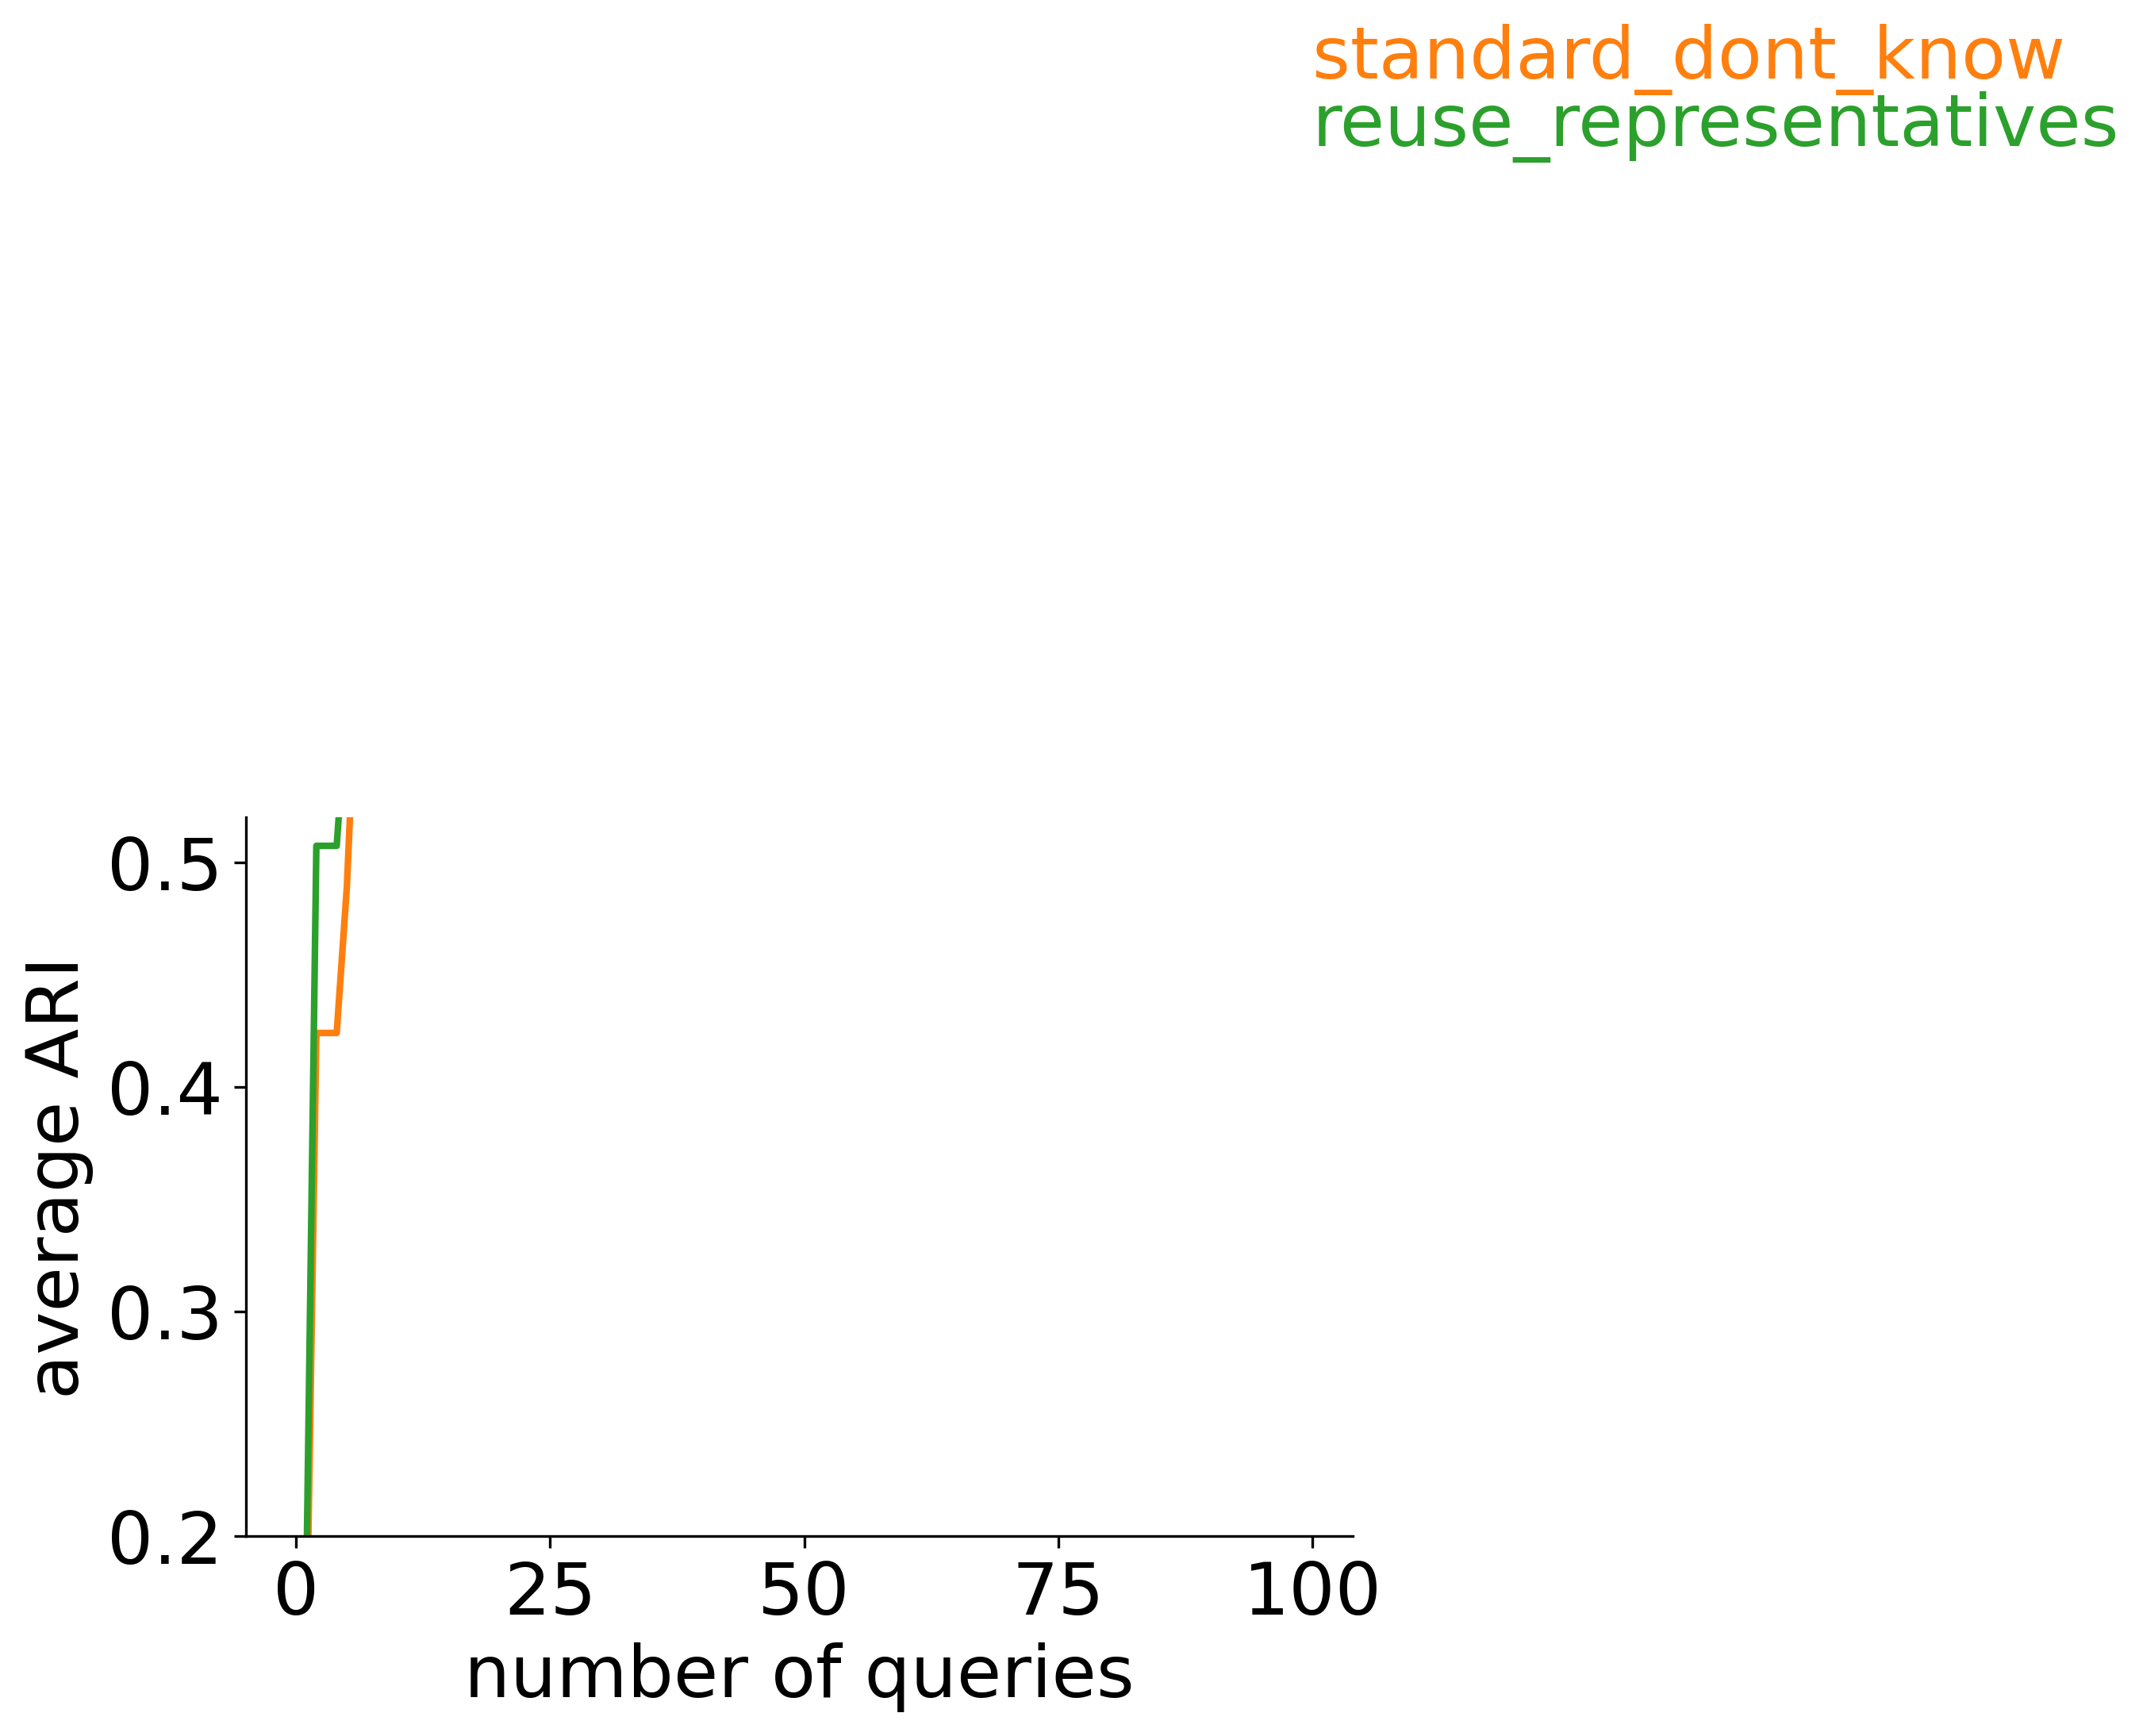 standard_dont_know
reuse_representatives
0.5
0.4
0.3
0.2
average ARI
0 25 50 75 100
number of queries